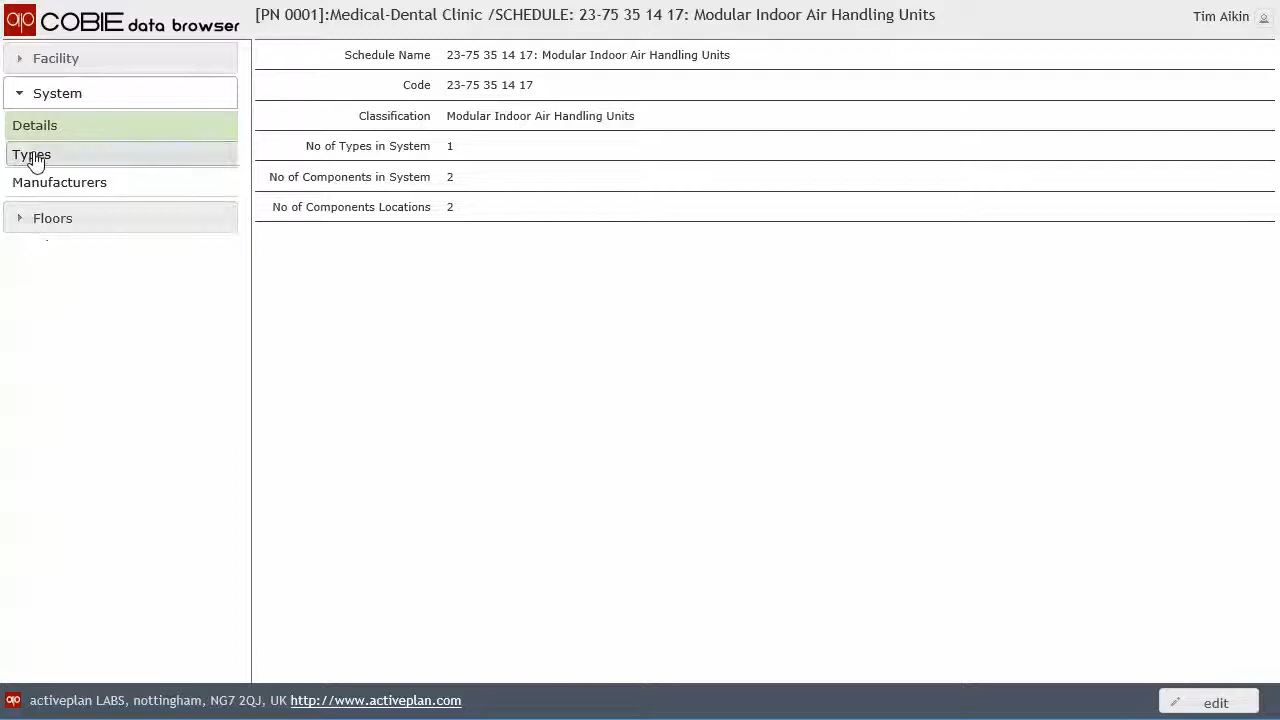 COBIE data browser
[PN 0001]:Medical-Dental Clinic /SCHEDULE: 23-75 35 14 17: Modular Indoor Air Handling Units
Tim Aikin
Facility
System
Details
Types
Manufacturers
Floors
Schedule Name 23-75 35 14 17: Modular Indoor Air Handling Units
Code 23-75 35 14 17
Classification Modular Indoor Air Handling Units
No of Types in System 1
No of Components in System 2
No of Components Locations 2
activeplan LABS, nottingham, NG7 2QJ, UK http://www.activeplan.com
edit